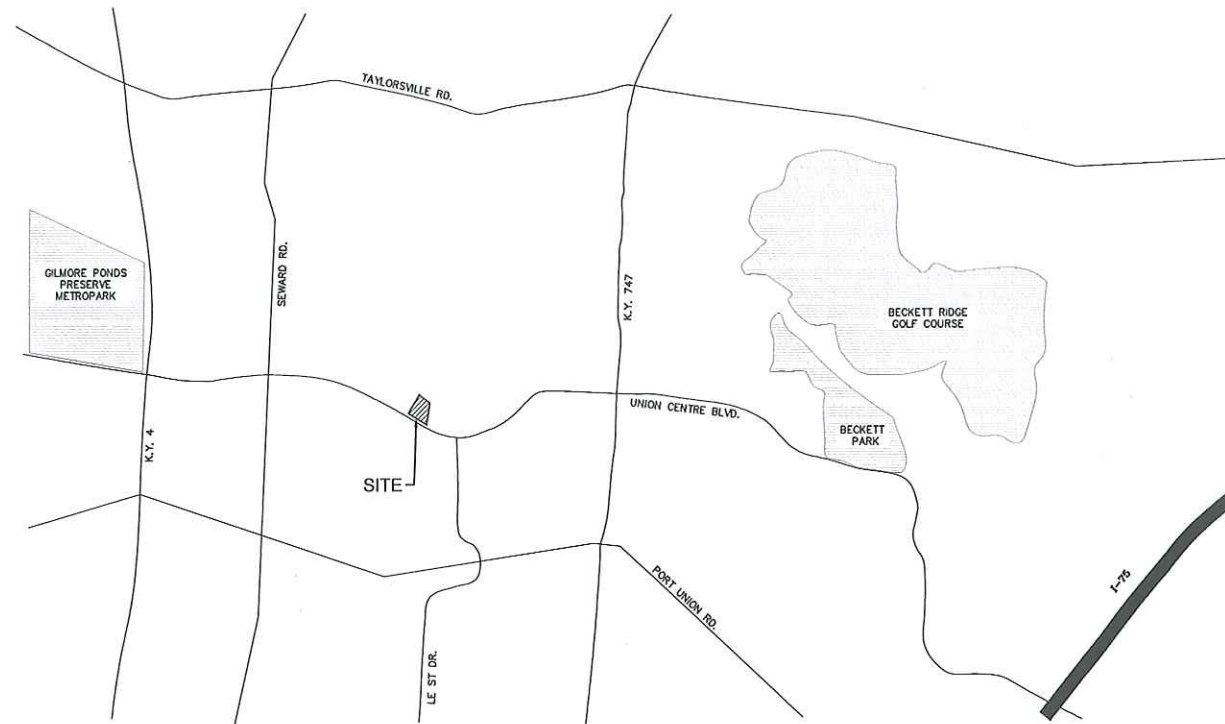 TAYLORSVILLE RD.
GILMORE PONDS
PRESERVE
METROPARK
SEWARD RD.
K.Y. 747
BECKETT RIDGE
GOLF COURSE
UNION CENTRE BLVD.
BECKETT
PARK
K.Y. 4
SITE
I-75
PORT UNION RD.
LE ST DR.